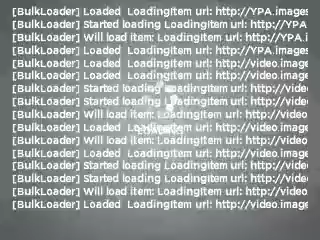 [BulkLoader] Loaded LoadingItem url: http://YPA.images
[BulkLoader] Started loading LoadingItem url: http://YPA
[BulkLoader] Will load item: LoadingItem url: http://YPA.i
[BulkLoader] Loaded LoadingItem url: http://YPA.images
[BulkLoader] Loaded LoadingItem url: http://video.image
[BulkLoader] Loaded LoadingItem url: http://video.image
[BulkLoader] Started loading LoadingItem url: http://vide
[BulkLoader] Started loading LoadingItem url: http://vide
[BulkLoader] Will load item: LoadingItem url: http://video
[BulkLoader] Loaded LoadingItem url: http://video.image
[BulkLoader] Will load item: LoadingItem url: http://video
[BulkLoader] Loaded LoadingItem url: http://video.image
[BulkLoader] Started loading LoadingItem url: http://vide
[BulkLoader] Started loading LoadingItem url: http://vide
[BulkLoader] Will load item: LoadingItem url: http://video
[BulkLoader] Loaded LoadingItem url: http://video.image